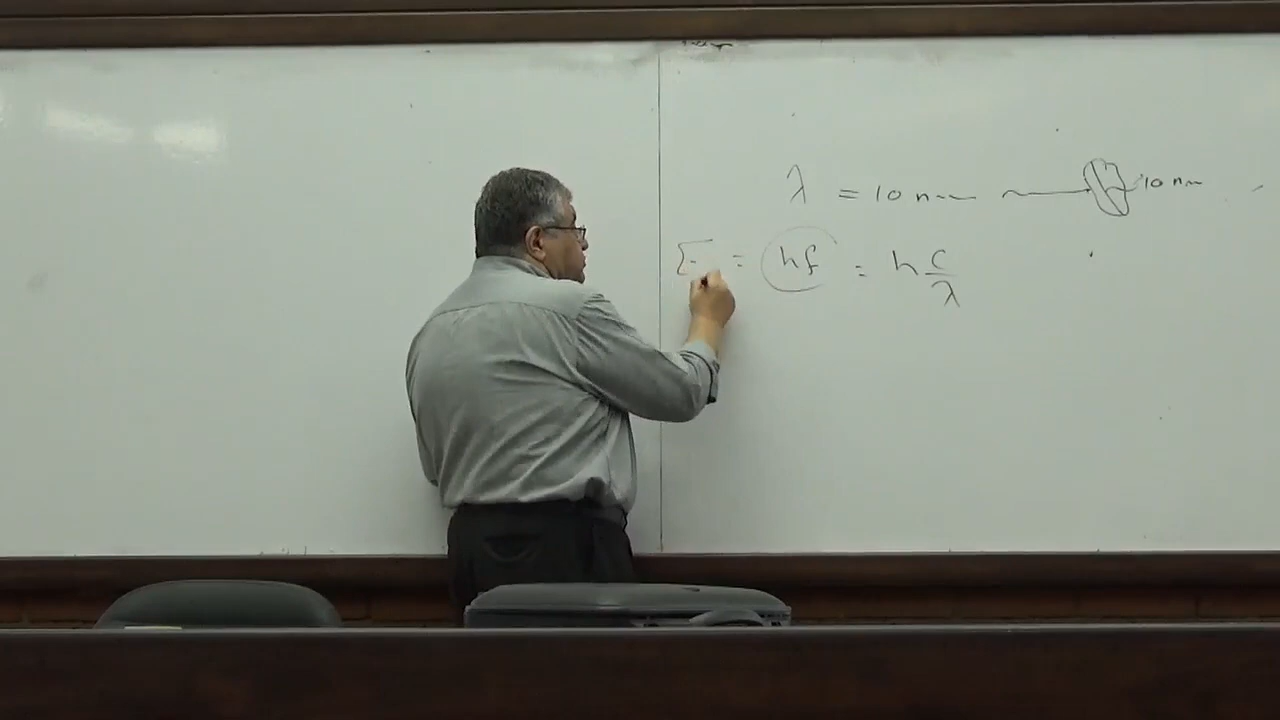 λ = 10 nm 10 nm
E = hf = h c/λ